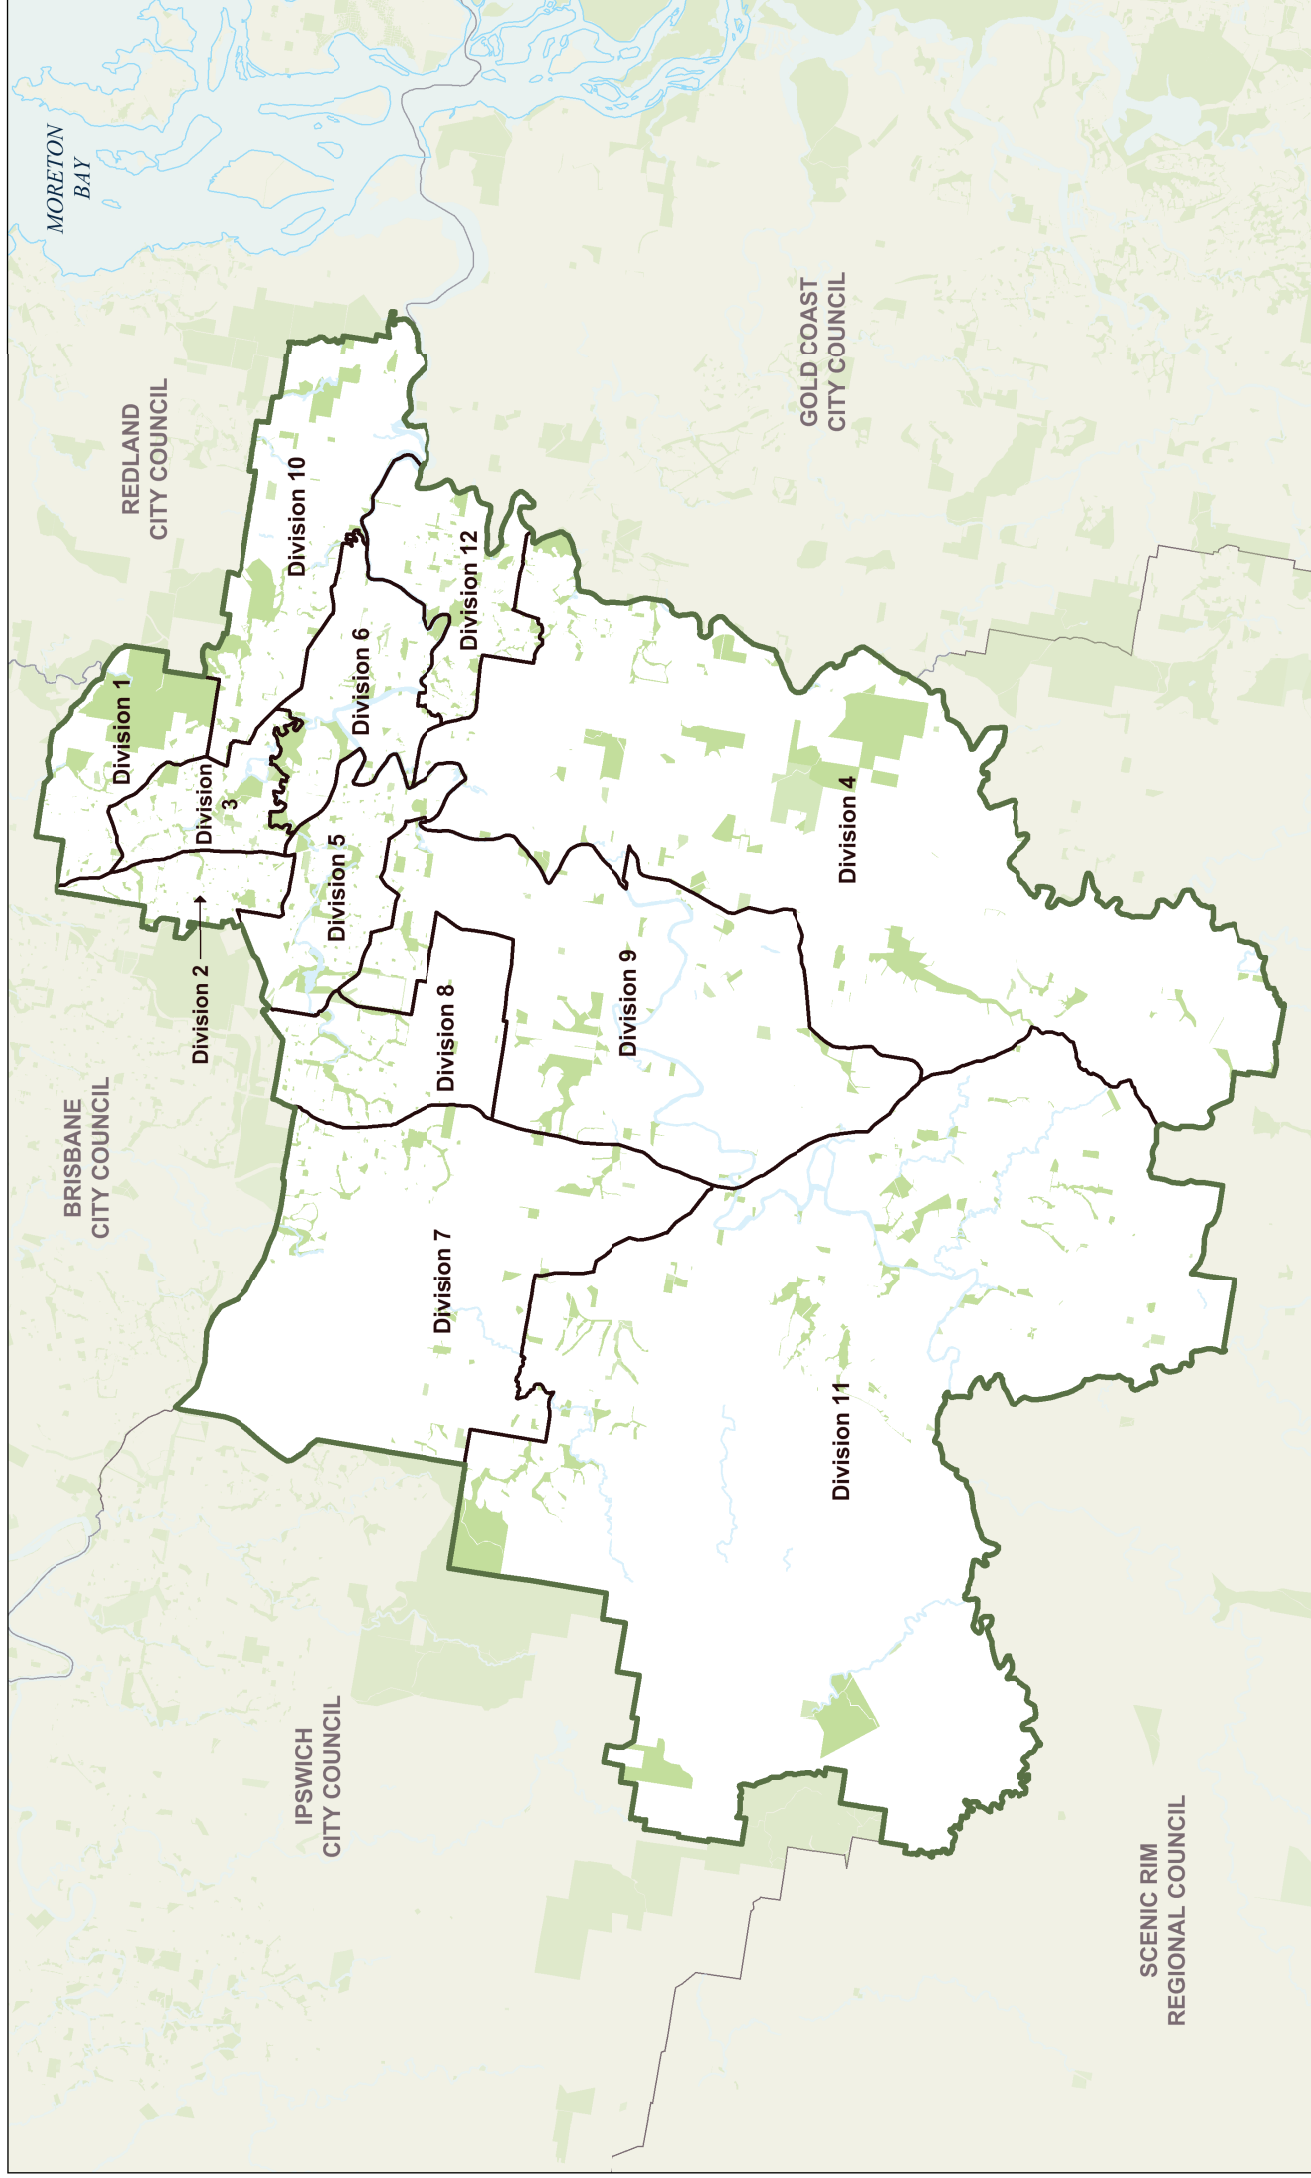 MORETON
BAY
REDLAND
CITY COUNCIL
BRISBANE
CITY COUNCIL
IPSWICH
CITY COUNCIL
GOLD COAST
CITY COUNCIL
SCENIC RIM
REGIONAL COUNCIL
Division 1
Division 2
Division
3
Division 10
Division 6
Division 12
Division 5
Division 8
Division 7
Division 9
Division 4
Division 11